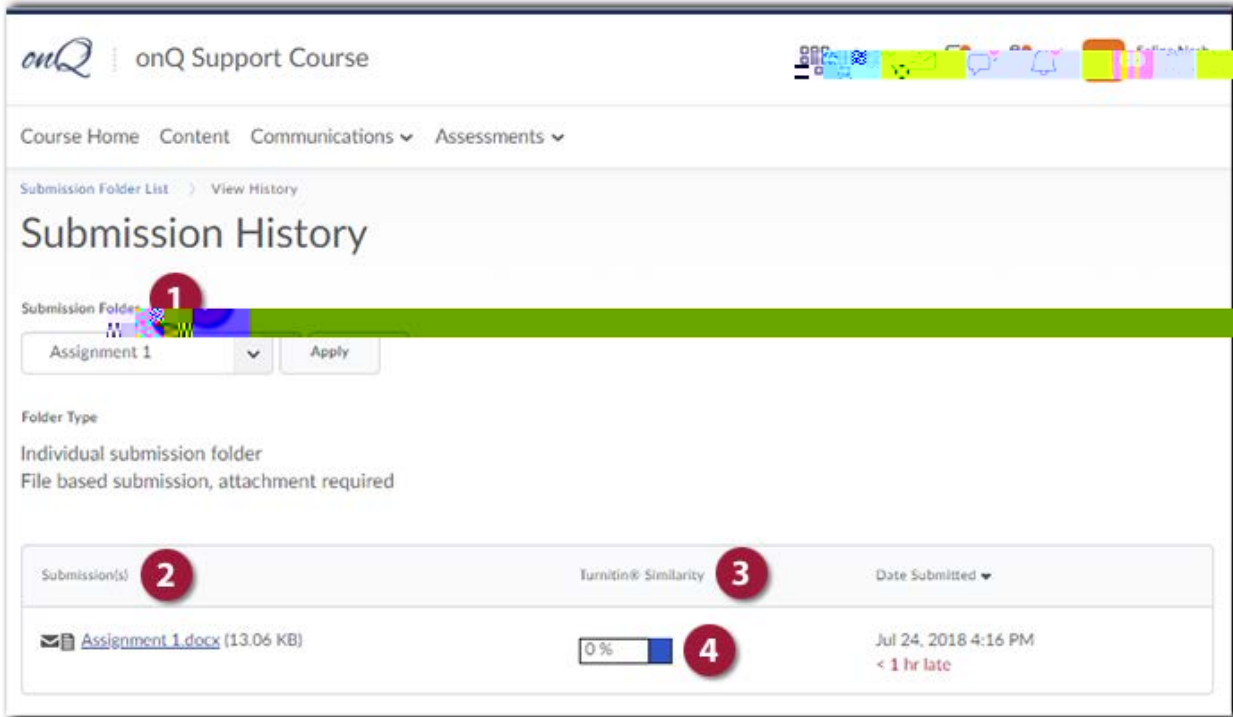 onQ onQ Support Course
Course Home Content Communications Assessments
Submission Folder List View History
Submission History
Submission Folder 1
Assignment 1 Apply
Folder Type
Individual submission folder
File based submission, attachment required
Submission(s) 2 Turnitin® Similarity 3 Date Submitted
Assignment 1.docx (13.06 KB) 0 % 4 Jul 24, 2018 4:16 PM
< 1 hr late